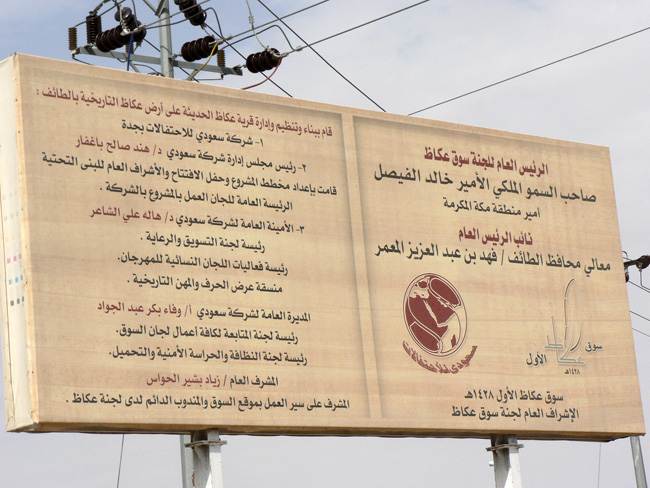 الرئيس العام للجنة سوق عكاظ
صاحب السمو الملكي الأمير خالد الفيصل
امير منطقة مكة المكرمة
نائب الرئيس العام
معالي محافظ الطائف / فهد بن عبد العزيز المعمر
سعودي للأحتفالات
سوق
عكاظ
الأول
١٤٢٨هـ
سوق عكاظ الأول ١٤٢٨هـ
الإشراف العام لجنة سوق عكاظ
قام ببناء وتنظيم وإدارة قرية عكاظ الحديثة على أرض عكاظ التاريخية بالطائف :
١- شركة سعودي للاحتفالات بجدة
٢- رئيس مجلس إدارة شركة سعودي د/ هند صالح باغفار
قامت بإعداد مخطط المشروع وحفل الافتتاح والأشراف العام للبنى التحتية
الرئيسة العامة للجان العمل بالمشروع بالشركة .
٣- الأمينة العامة لشركة سعودي د/ هاله علي الشاعر
رئيسة لجنة التسويق والرعاية .
رئيسة فعاليات اللجان النسائية للمهرجان.
منسقة عرض الحرف والمهن التاريخية .
المديرة العامة لشركة سعودي أ/ وفاء بكر عبد الجواد
رئيسة لجنة المتابعة لكافة أعمال لجان السوق.
رئيسة لجنة النظافة والحراسة الأمنية والتحميل.
المشرف العام / زياد بشير الحواس
المشرف على سير العمل بموقع السوق والمندوب الدائم لدى لجنة عكاظ .